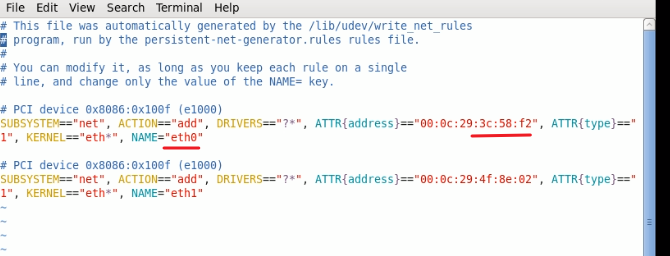 File Edit View Search Terminal Help
# This file was automatically generated by the /lib/udev/write_net_rules
# program, run by the persistent-net-generator.rules rules file.
#
# You can modify it, as long as you keep each rule on a single
# line, and change only the value of the NAME= key.

# PCI device 0x8086:0x100f (e1000)
SUBSYSTEM=="net", ACTION=="add", DRIVERS=="?*", ATTR{address}=="00:0c:29:3c:58:f2", ATTR{type}=="
1", KERNEL=="eth*", NAME="eth0"

# PCI device 0x8086:0x100f (e1000)
SUBSYSTEM=="net", ACTION=="add", DRIVERS=="?*", ATTR{address}=="00:0c:29:4f:8e:02", ATTR{type}=="
1", KERNEL=="eth*", NAME="eth1"
~
~
~
~